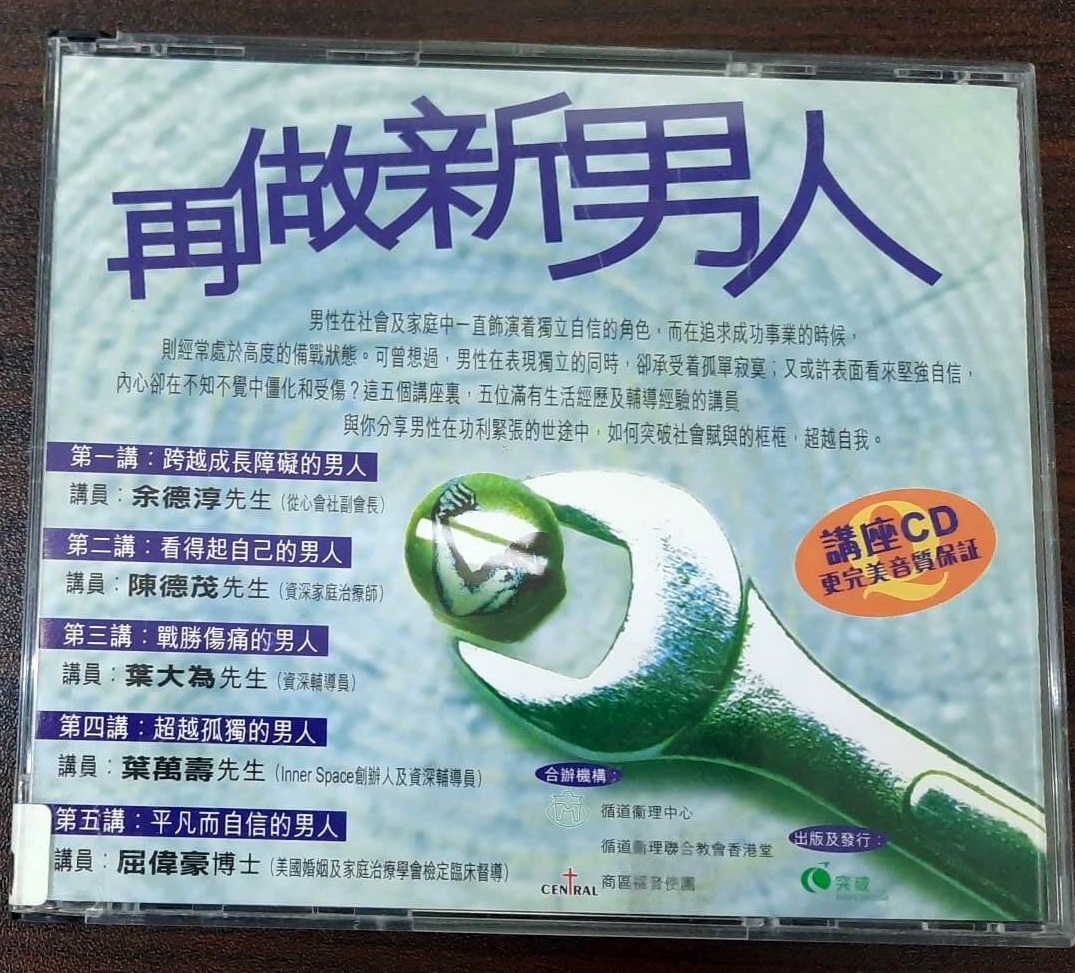 再做新男人
男性在社會及家庭中一直飾演着獨立自信的角色，而在追求成功事業的時候，
則經常處於高度的備戰狀態。可曾想過，男性在表現獨立的同時，卻承受着孤單寂寞；又或許表面看來堅強自信，
內心卻在不知不覺中僵化和受傷？這五個講座裏，五位滿有生活經歷及輔導經驗的講員
與你分享男性在功利緊張的世途中，如何突破社會賦與的框框，超越自我。
第一講：跨越成長障礙的男人
講員：余德淳先生（從心會社副會長）
第二講：看得起自己的男人
講員：陳德茂先生（資深家庭治療師）
第三講：戰勝傷痛的男人
講員：葉大為先生（資深輔導員）
第四講：超越孤獨的男人
講員：葉萬壽先生（Inner Space創辦人及資深輔導員）
第五講：平凡而自信的男人
講員：屈偉豪博士（美國婚姻及家庭治療學會檢定臨床督導）
講座CD
更完美音質保証
合辦機構：
循道衞理中心
循道衞理聯合教會香港堂
CENTRAL 商區福音使團
出版及發行：
突破